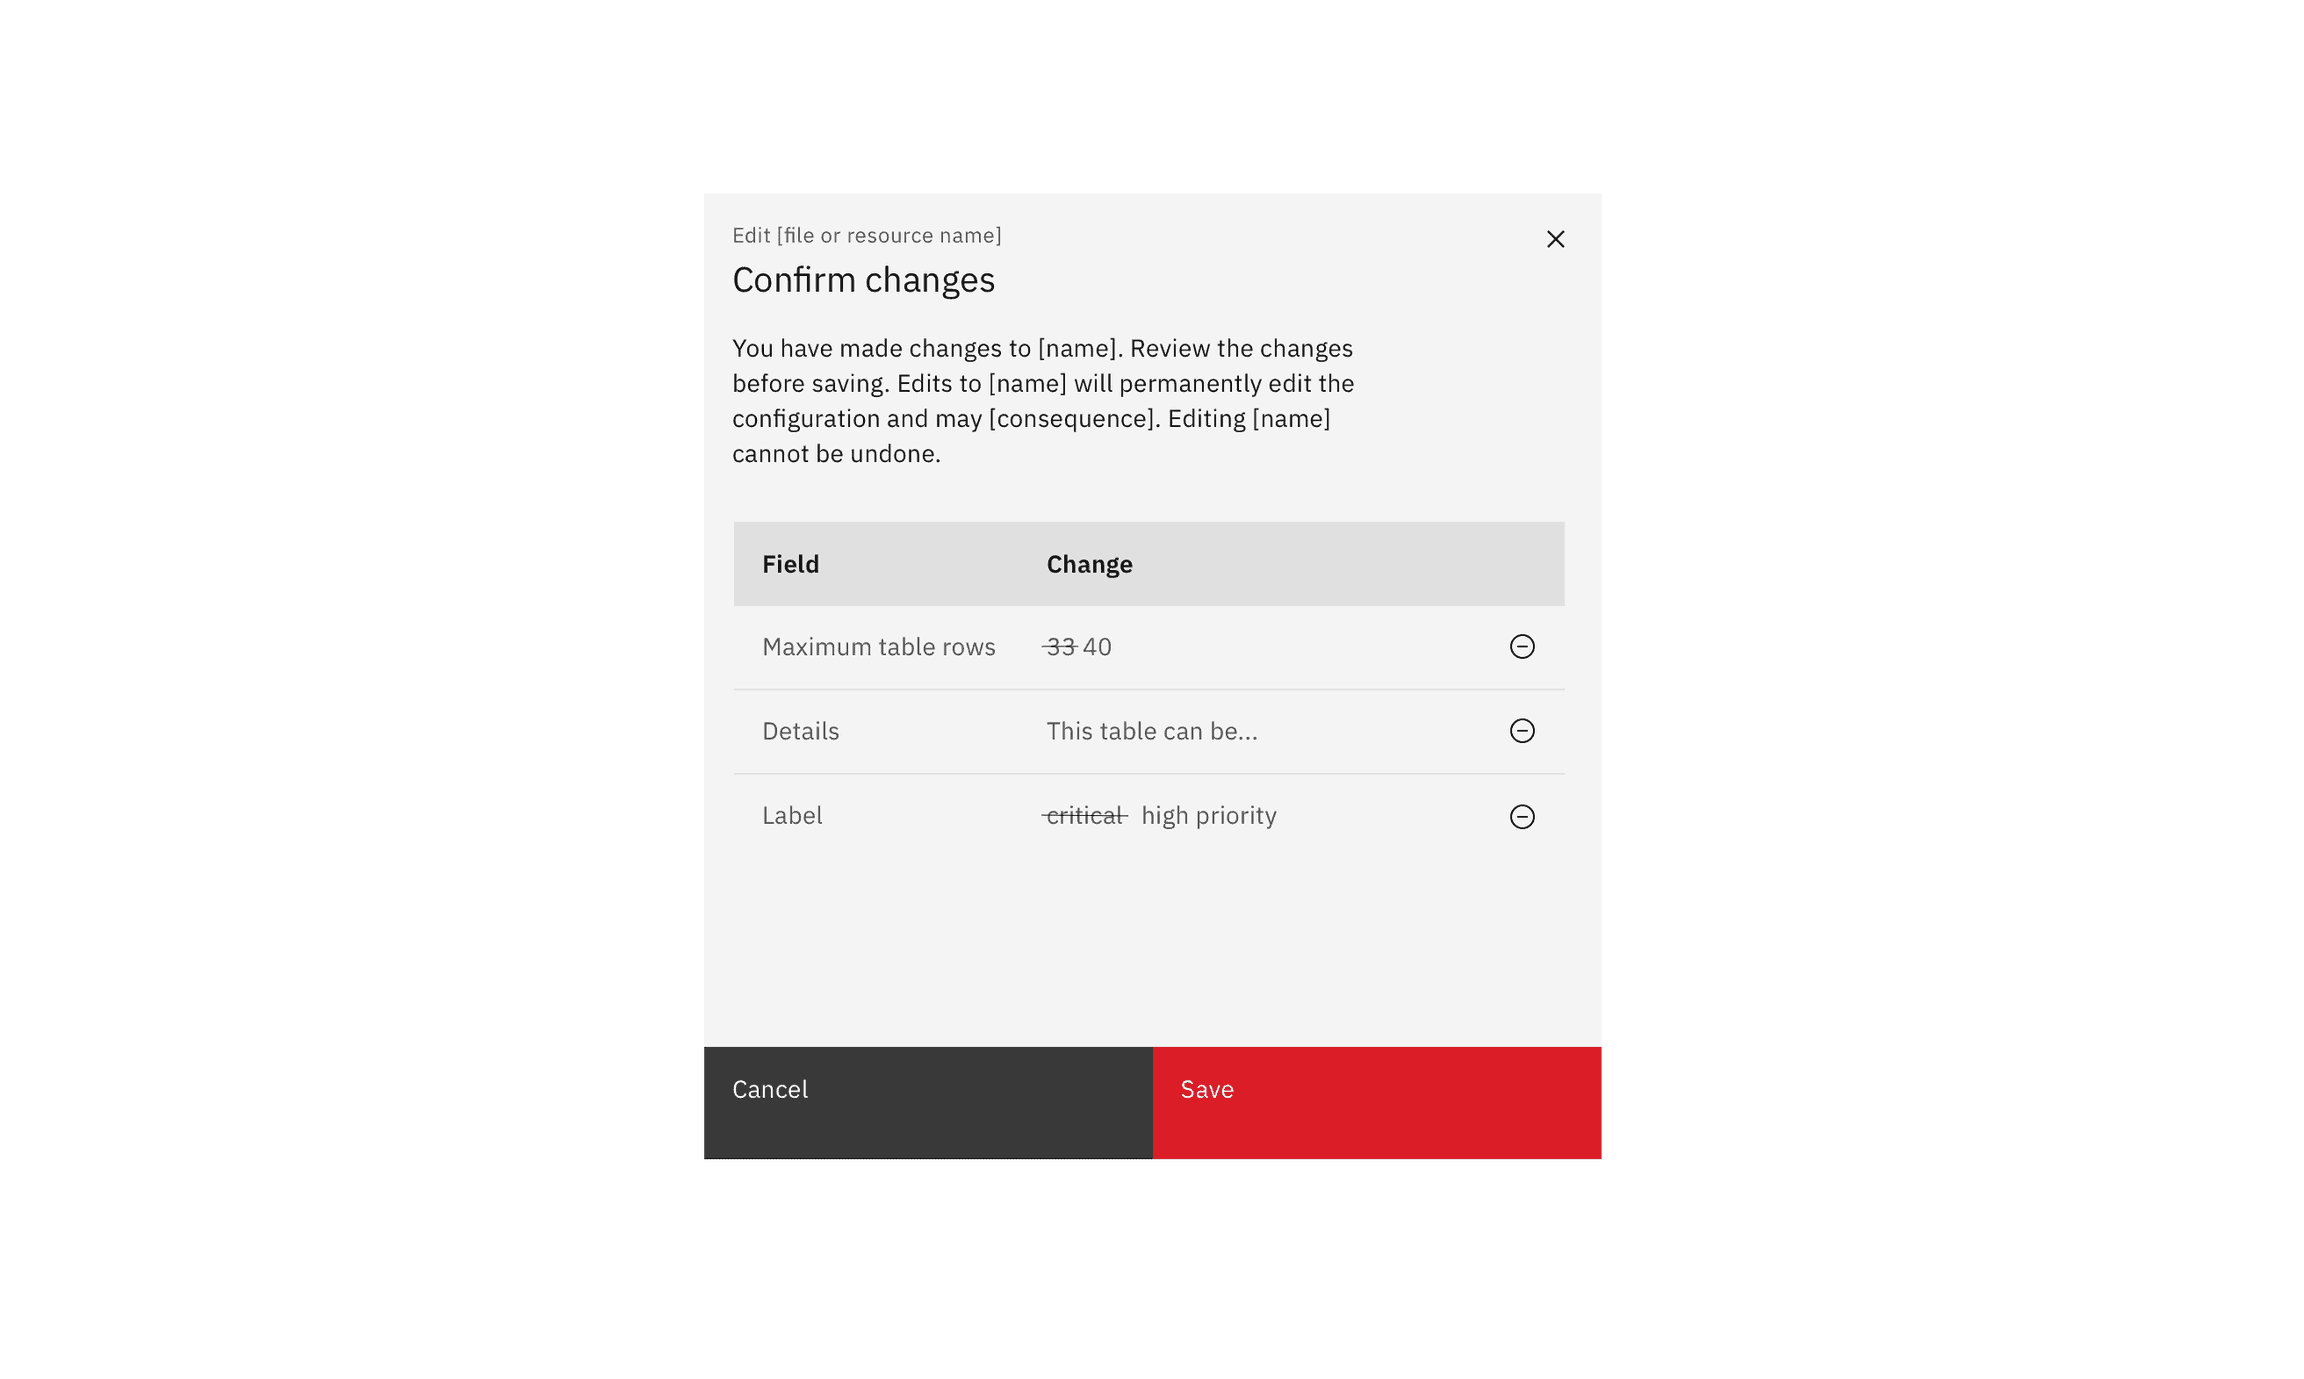 Edit [file or resource name]
Confirm changes
You have made changes to [name]. Review the changes
before saving. Edits to [name] will permanently edit the
configuration and may [consequence]. Editing [name]
cannot be undone.
Field Change
Maximum table rows 33 40
Details This table can be...
Label critical high priority
Cancel Save